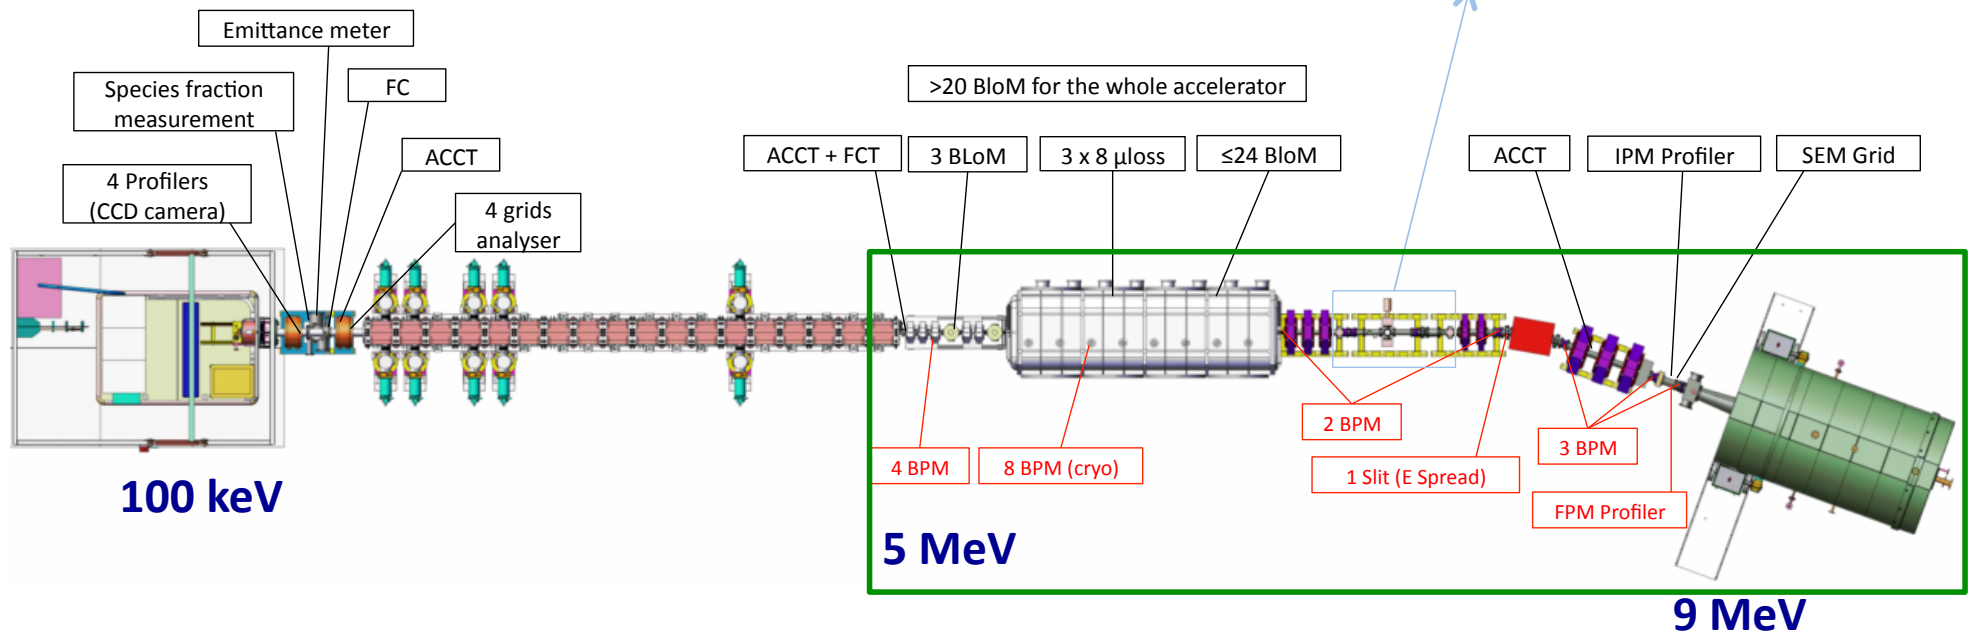 Emittance meter
Species fraction
measurement
FC
>20 BloM for the whole accelerator
ACCT
4 Profilers
(CCD camera)
4 grids
analyser
ACCT + FCT
3 BLoM
3 x 8 µloss
≤24 BloM
ACCT
IPM Profiler
SEM Grid
2 BPM
4 BPM
8 BPM (cryo)
3 BPM
1 Slit (E Spread)
FPM Profiler
100 keV
5 MeV
9 MeV